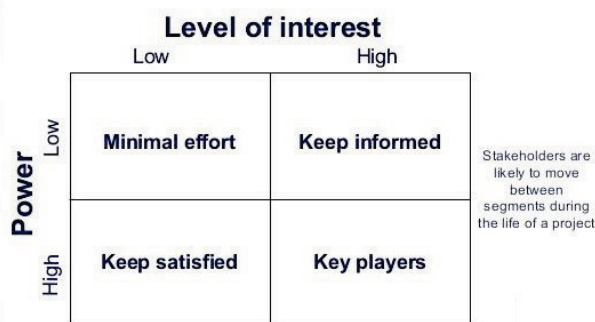 Level of interest
Low High
Low
Minimal effort Keep informed
Power
High
Keep satisfied Key players
Stakeholders are
likely to move
between
segments during
the life of a project